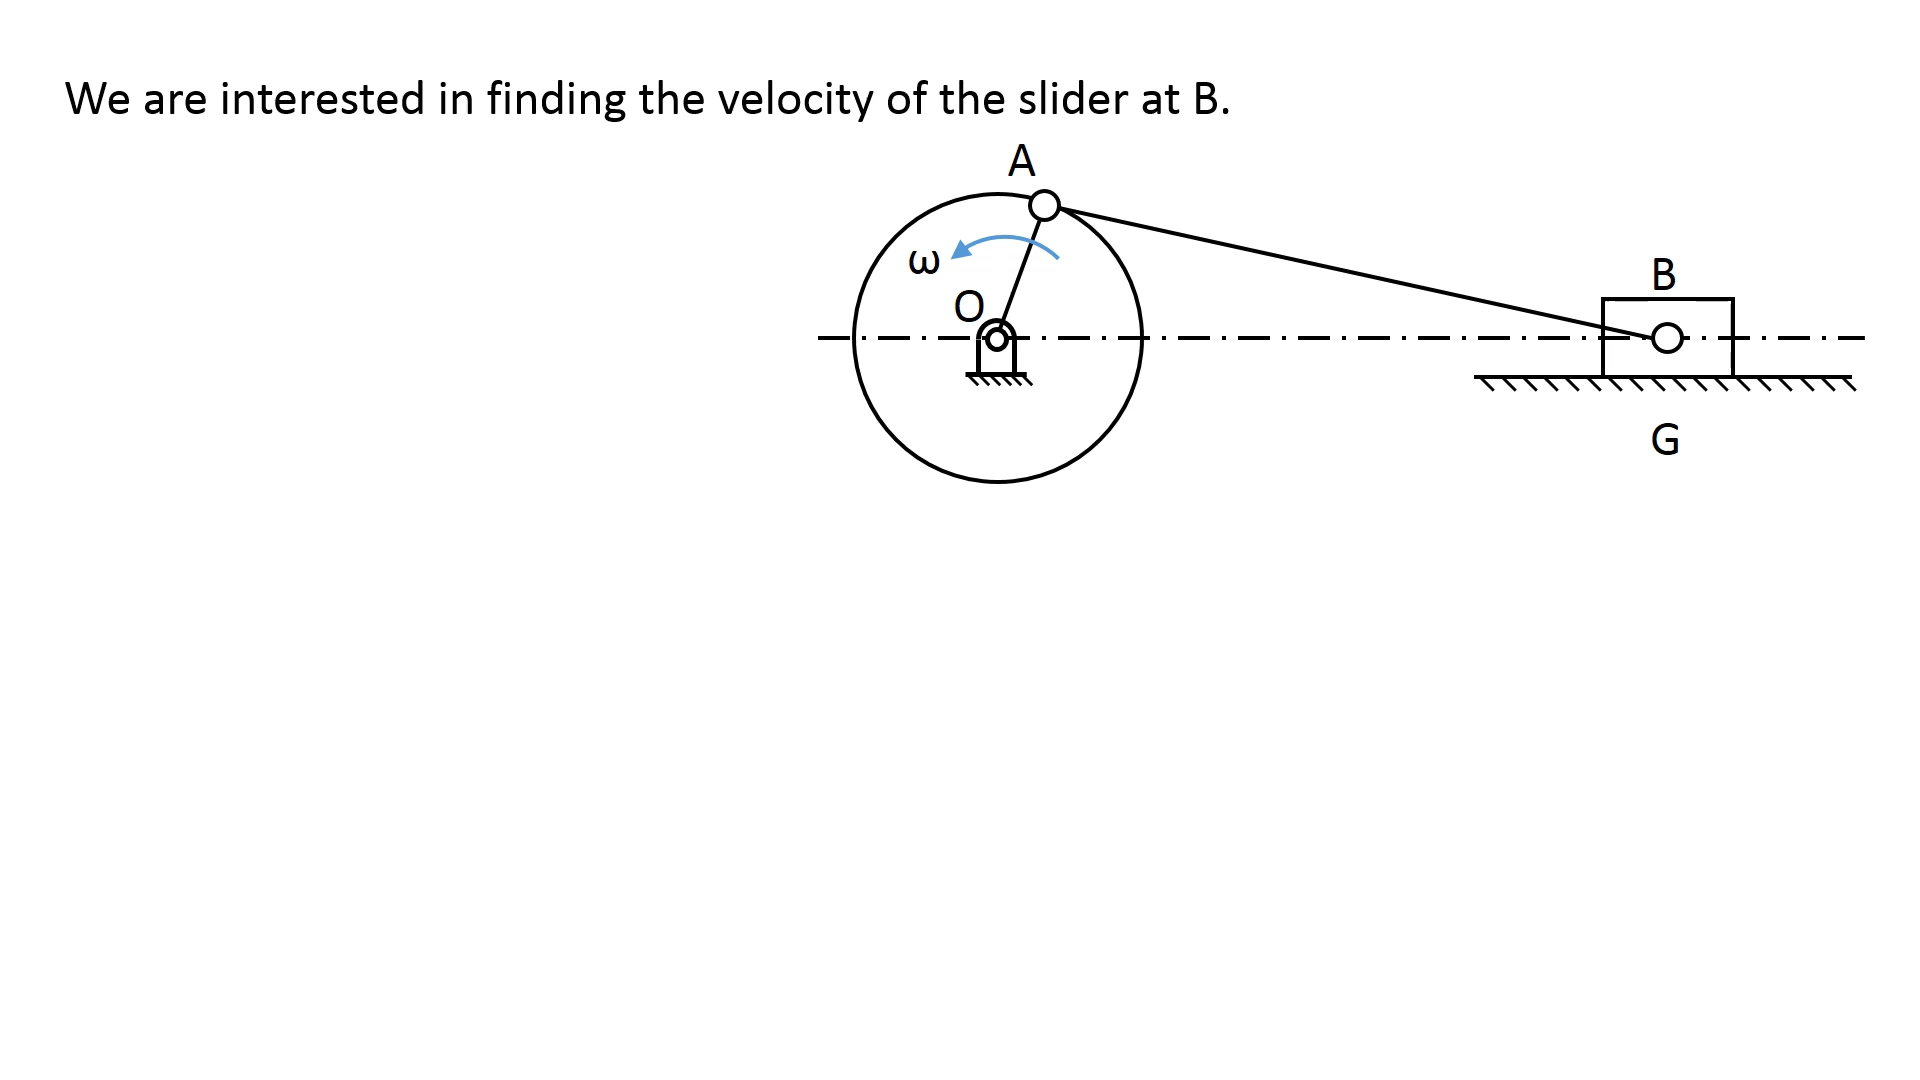 We are interested in finding the velocity of the slider at B.
A
ω
O
B
G